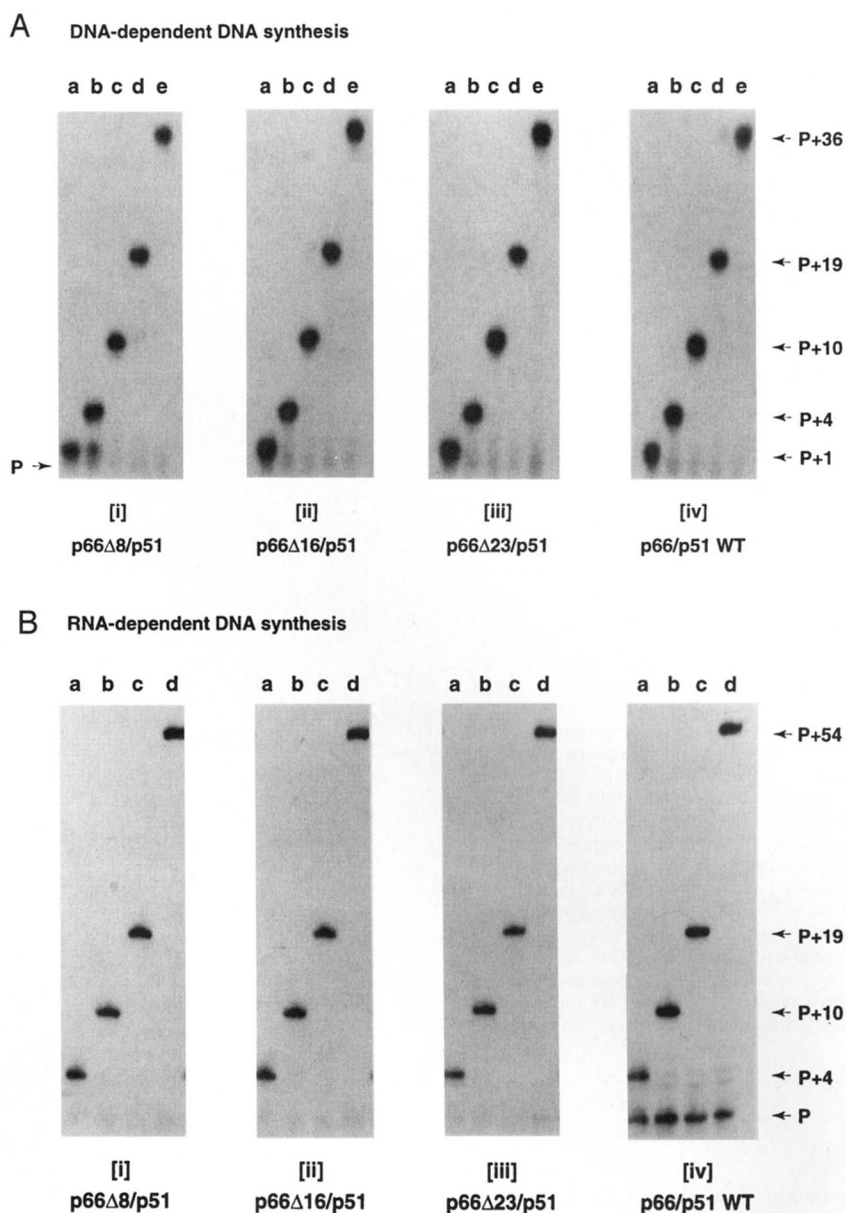 A DNA-dependent DNA synthesis
a b c d e a b c d e a b c d e a b c d e
P+36
P+19
P+10
P+4
P+1
P
[i] [ii] [iii] [iv]
p66Δ8/p51 p66Δ16/p51 p66Δ23/p51 p66/p51 WT
B RNA-dependent DNA synthesis
a b c d a b c d a b c d a b c d
P+54
P+19
P+10
P+4
P
[i] [ii] [iii] [iv]
p66Δ8/p51 p66Δ16/p51 p66Δ23/p51 p66/p51 WT